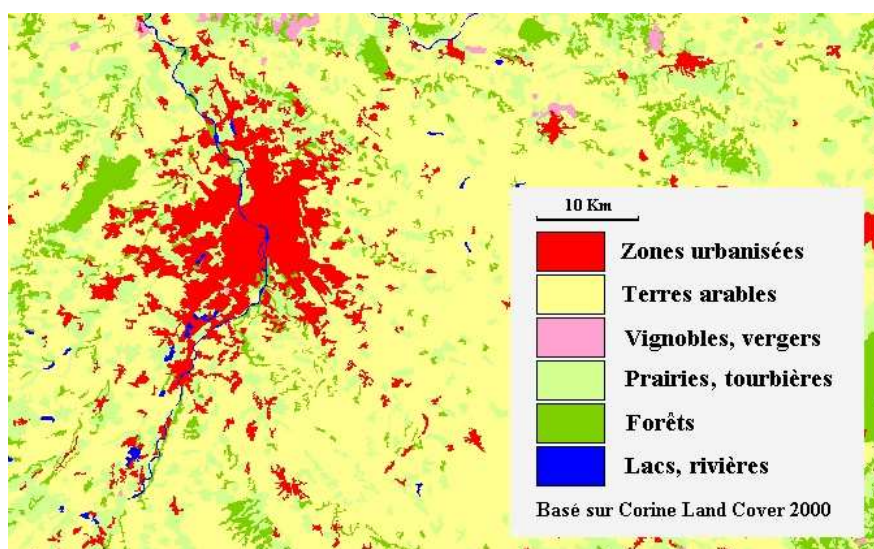 10 Km
Zones urbanisées
Terres arables
Vignobles, vergers
Prairies, tourbières
Forêts
Lacs, rivières
Basé sur Corine Land Cover 2000